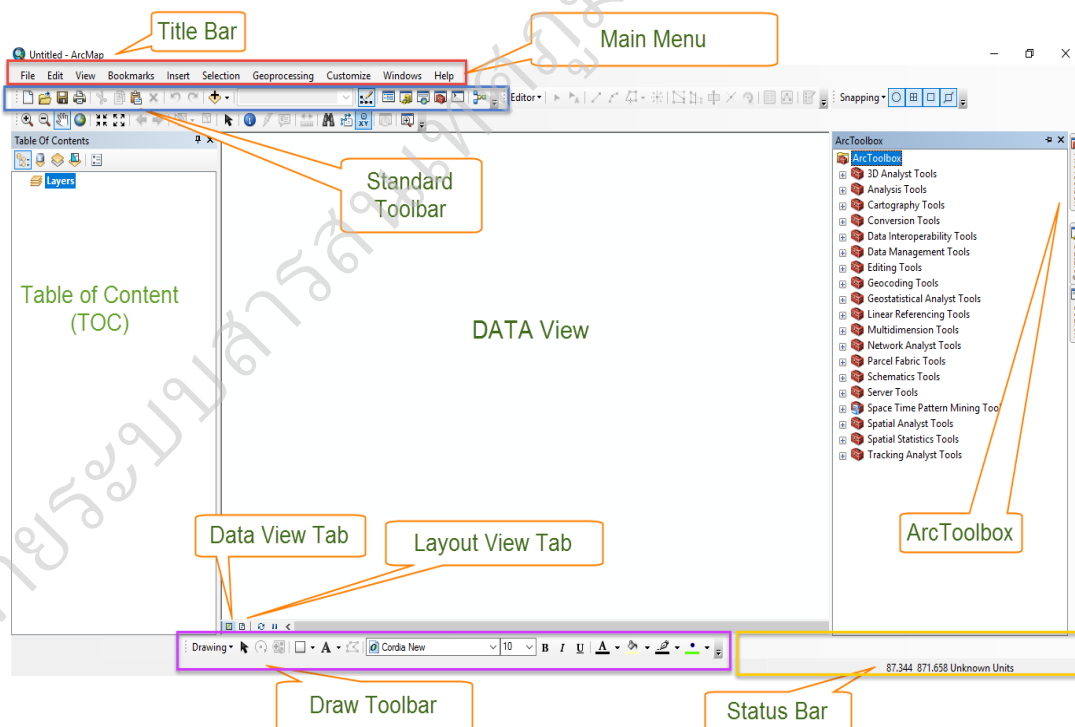 Title Bar
Main Menu
Untitled - ArcMap
File Edit View Bookmarks Insert Selection Geoprocessing Customize Windows Help
Editor
Snapping
Table Of Contents
ArcToolbox
Layers
ArcToolbox
3D Analyst Tools
Analysis Tools
Cartography Tools
Conversion Tools
Data Interoperability Tools
Data Management Tools
Editing Tools
Geocoding Tools
Geostatistical Analyst Tools
Linear Referencing Tools
Multidimension Tools
Network Analyst Tools
Parcel Fabric Tools
Schematics Tools
Server Tools
Space Time Pattern Mining Tool
Spatial Analyst Tools
Spatial Statistics Tools
Tracking Analyst Tools
Standard
Toolbar
Table of Content
(TOC)
DATA View
Data View Tab
Layout View Tab
ArcToolbox
Drawing A Cordia New 10 B I U A
87.344 871.658 Unknown Units
Draw Toolbar
Status Bar